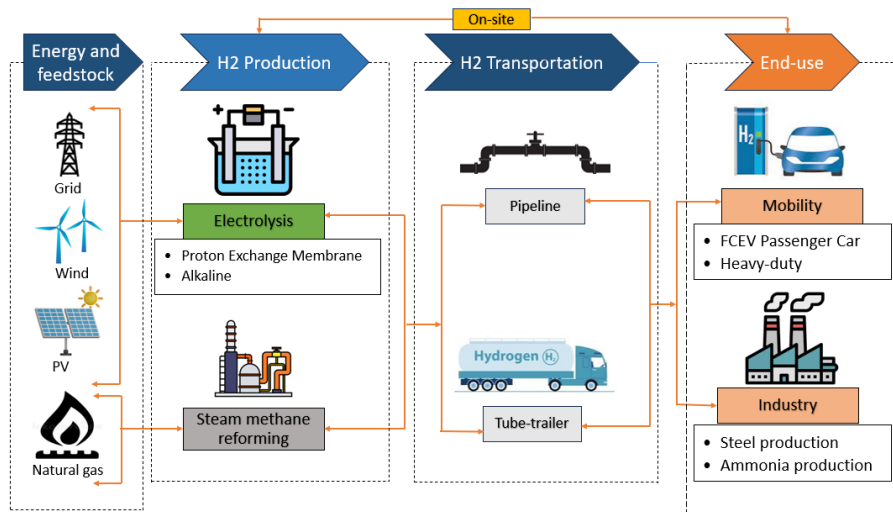 On-site
Energy and
feedstock
H2 Production
H2 Transportation
End-use
Grid
Wind
PV
Natural gas
+ −
Electrolysis
• Proton Exchange Membrane
• Alkaline
Steam methane
reforming
Pipeline
Hydrogen H₂
Tube-trailer
H₂
Mobility
• FCEV Passenger Car
• Heavy-duty
Industry
• Steel production
• Ammonia production